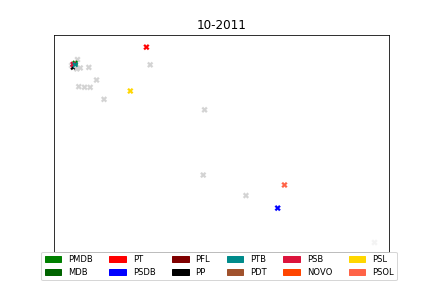 10-2011
PMDB PT PFL PTB PSB PSL
MDB PSDB PP PDT NOVO PSOL